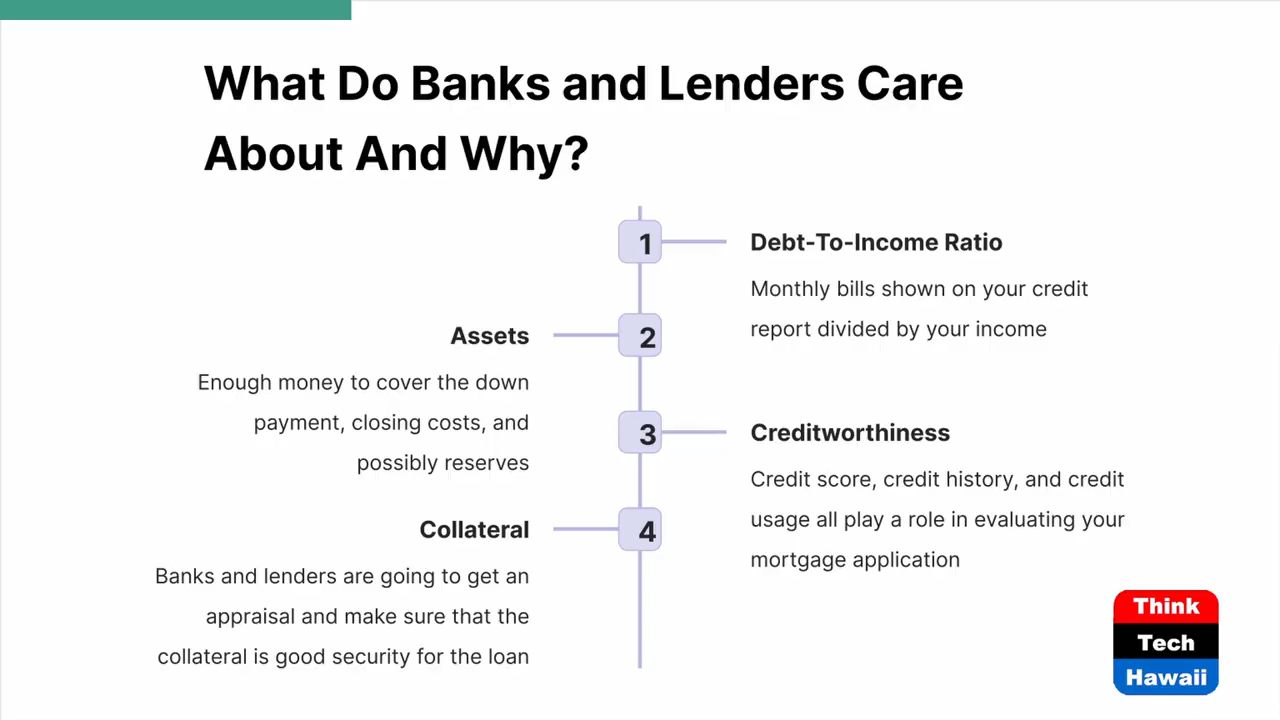 What Do Banks and Lenders Care
About And Why?
1
Debt-To-Income Ratio
Monthly bills shown on your credit
report divided by your income
2
Assets
Enough money to cover the down
payment, closing costs, and
possibly reserves
3
Creditworthiness
Credit score, credit history, and credit
usage all play a role in evaluating your
mortgage application
4
Collateral
Banks and lenders are going to get an
appraisal and make sure that the
collateral is good security for the loan
Think
Tech
Hawaii